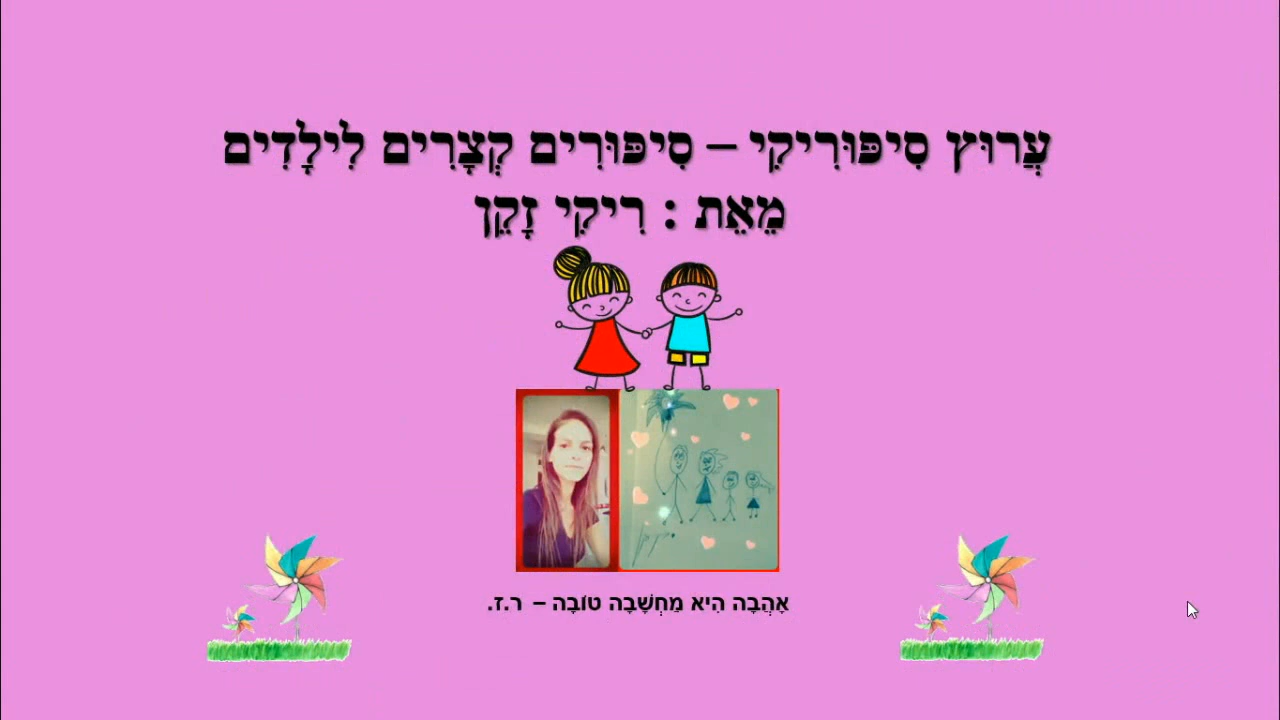 עֲרוּץ סִיפּוּרִיקִי – סִיפּוּרִים קְצָרִים לִילָדִים
מֵאֵת : רִיקִי זָקֵן
אָהֲבָה הִיא מַחְשָׁבָה טוֹבָה – ר.ז.